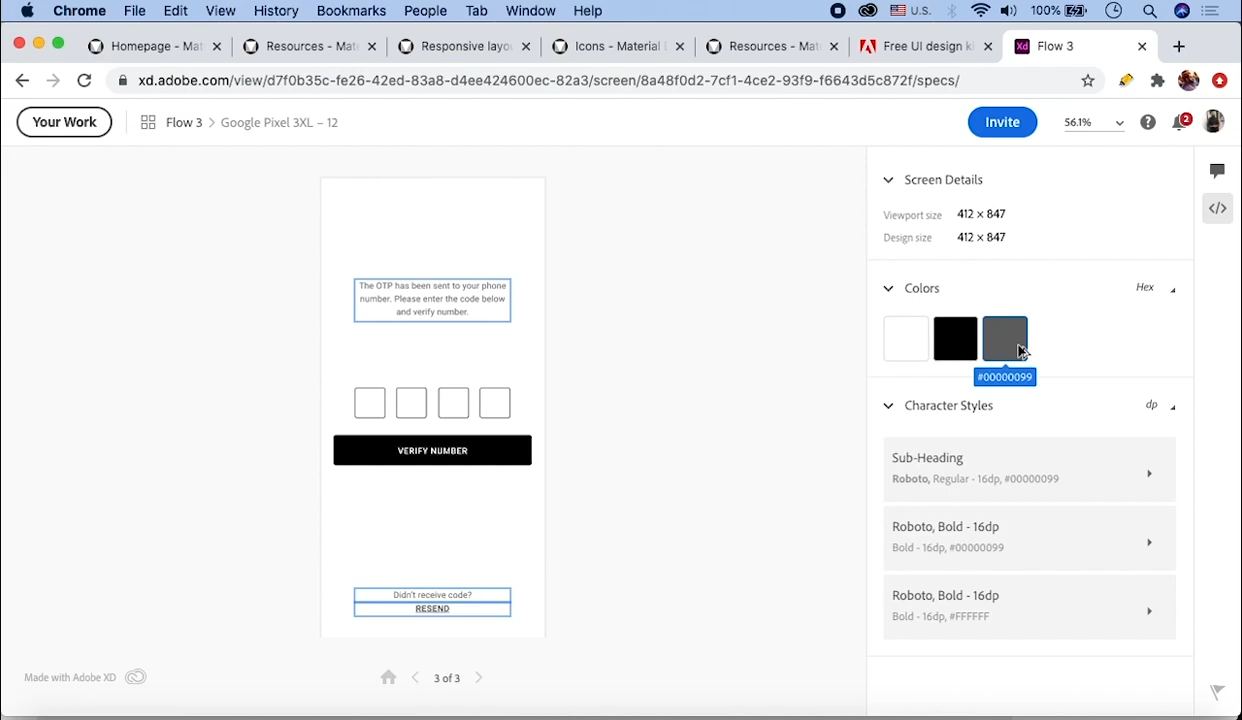 Chrome File Edit View History Bookmarks People Tab Window Help U.S. 100%
Homepage - Mat Resources - Mate Responsive layou Icons - Material D Resources - Mate Free UI design ki Flow 3
xd.adobe.com/view/d7f0b35c-fe26-42ed-83a8-d4ee424600ec-82a3/screen/8a48f0d2-7cf1-4ce2-93f9-f6643d5c872f/specs/
Your Work Flow 3 > Google Pixel 3XL – 12 Invite 56.1% 2
Screen Details
Viewport size 412 × 847
Design size 412 × 847
Colors Hex
#00000099
Character Styles dp
Sub-Heading
Roboto, Regular - 16dp, #00000099
Roboto, Bold - 16dp
Bold - 16dp, #00000099
Roboto, Bold - 16dp
Bold - 16dp, #FFFFFF
The OTP has been sent to your phone
number. Please enter the code below
and verify number.
VERIFY NUMBER
Didn't receive code?
RESEND
Made with Adobe XD
3 of 3